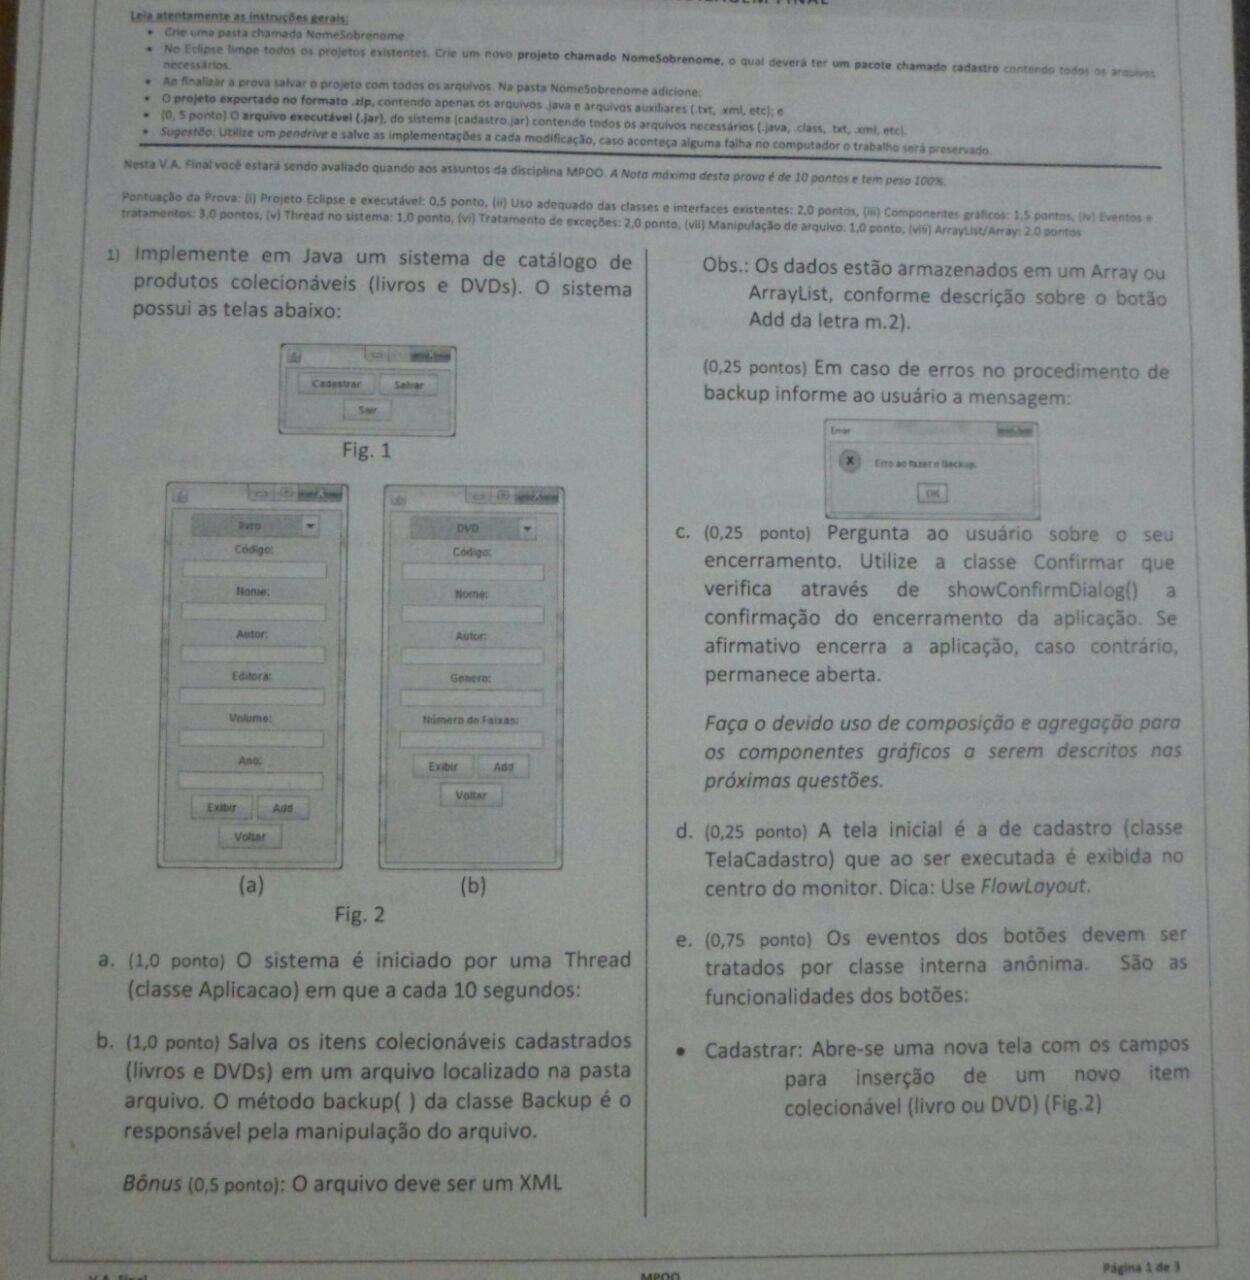 Leia atentamente as instruções gerais:
• Crie uma pasta chamada NomeSobrenome
• No Eclipse limpe todos os projetos existentes. Crie um novo projeto chamado NomeSobrenome, o qual deverá ter um pacote chamado cadastro contendo todos os arquivos
necessários.
• Ao finalizar a prova salvar o projeto com todos os arquivos. Na pasta NomeSobrenome adicione:
• O projeto exportado no formato .zip, contendo apenas os arquivos .java e arquivos auxiliares (.txt, .xml, etc); e
• (0, 5 ponto) O arquivo executável (.jar), do sistema (cadastro.jar) contendo todos os arquivos necessários (.java, .class, .txt, .xml, etc).
• Sugestão: Utilize um pendrive e salve as implementações a cada modificação, caso aconteça alguma falha no computador o trabalho será preservado.
Nesta V.A. Final você estará sendo avaliado quando aos assuntos da disciplina MPOO. A Nota máxima desta prova é de 10 pontos e tem peso 100%.
Pontuação da Prova: (i) Projeto Eclipse e executável: 0,5 ponto, (ii) Uso adequado das classes e interfaces existentes: 2,0 pontos, (iii) Componentes gráficos: 1,5 pontos, (iv) Eventos e
tratamentos: 3,0 pontos, (v) Thread no sistema: 1,0 ponto, (vi) Tratamento de exceções: 2,0 ponto, (vii) Manipulação de arquivo: 1,0 ponto, (viii) ArrayList/Array: 2.0 pontos
1) Implemente em Java um sistema de catálogo de
produtos colecionáveis (livros e DVDs). O sistema
possui as telas abaixo:
Cadastrar Salvar
Sair
Fig. 1
livro
Código:
Nome:
Autor:
Editora:
Volume:
Ano:
Exibir Add
Voltar
(a)
DVD
Código:
Nome:
Autor:
Genero:
Número de Faixas:
Exibir Add
Voltar
(b)
Fig. 2
a. (1,0 ponto) O sistema é iniciado por uma Thread
(classe Aplicacao) em que a cada 10 segundos:
b. (1,0 ponto) Salva os itens colecionáveis cadastrados
(livros e DVDs) em um arquivo localizado na pasta
arquivo. O método backup( ) da classe Backup é o
responsável pela manipulação do arquivo.
Bônus (0,5 ponto): O arquivo deve ser um XML
Obs.: Os dados estão armazenados em um Array ou
ArrayList, conforme descrição sobre o botão
Add da letra m.2).
(0,25 pontos) Em caso de erros no procedimento de
backup informe ao usuário a mensagem:
Error
X Erro ao fazer o Backup.
OK
c. (0,25 ponto) Pergunta ao usuário sobre o seu
encerramento. Utilize a classe Confirmar que
verifica através de showConfirmDialog() a
confirmação do encerramento da aplicação. Se
afirmativo encerra a aplicação, caso contrário,
permanece aberta.
Faça o devido uso de composição e agregação para
os componentes gráficos a serem descritos nas
próximas questões.
d. (0,25 ponto) A tela inicial é a de cadastro (classe
TelaCadastro) que ao ser executada é exibida no
centro do monitor. Dica: Use FlowLayout.
e. (0,75 ponto) Os eventos dos botões devem ser
tratados por classe interna anônima. São as
funcionalidades dos botões:
• Cadastrar: Abre-se uma nova tela com os campos
para inserção de um novo item
colecionável (livro ou DVD) (Fig.2)
V.A. Final
MPOO
Página 1 de 3